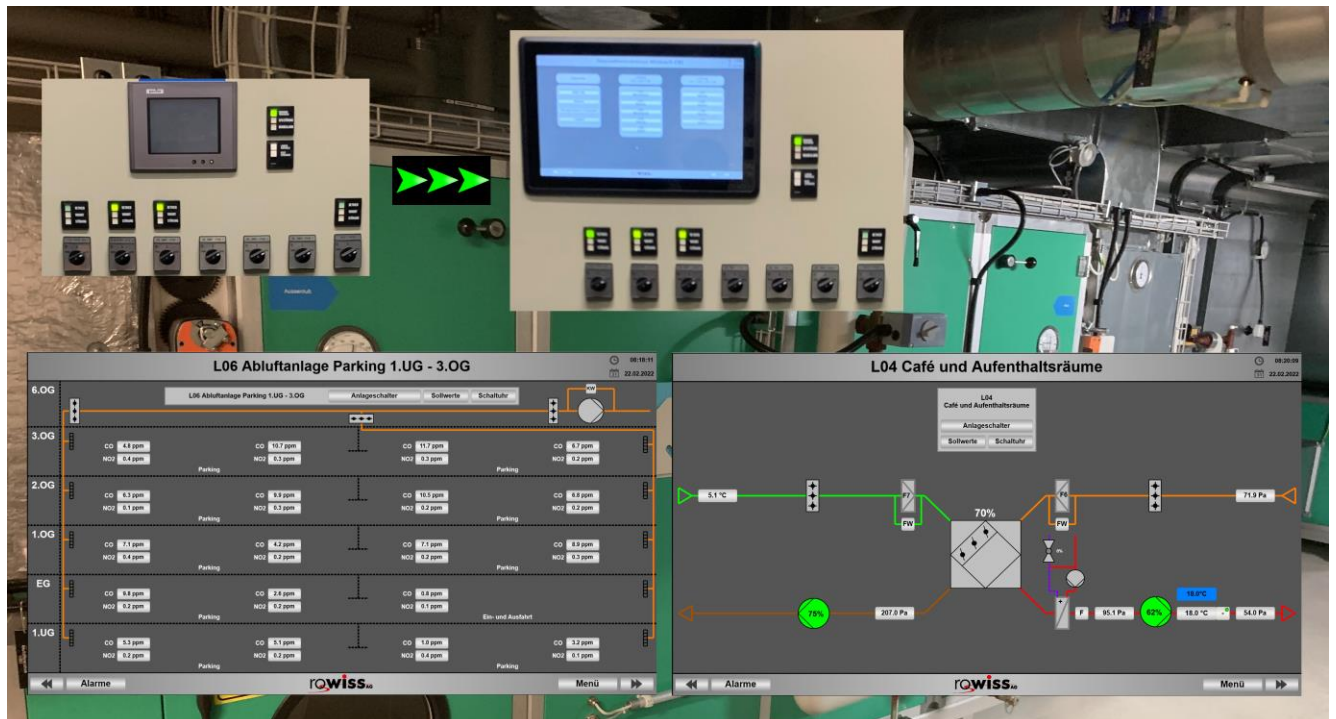 Aussenluft
L06 Abluftanlage Parking 1.UG - 3.OG
08:18:11
22.02.2022
6.OG
L06 Abluftanlage Parking 1.UG - 3.OG
Anlageschalter
Sollwerte
Schaltuhr
KW
3.OG
CO 4.8 ppm CO 10.7 ppm CO 11.7 ppm CO 6.7 ppm
NO2 0.4 ppm NO2 0.3 ppm NO2 0.3 ppm NO2 0.2 ppm
Parking Parking
2.OG
CO 6.3 ppm CO 9.9 ppm CO 10.5 ppm CO 6.8 ppm
NO2 0.1 ppm NO2 0.3 ppm NO2 0.2 ppm NO2 0.2 ppm
Parking Parking
1.OG
CO 7.1 ppm CO 4.2 ppm CO 7.1 ppm CO 8.9 ppm
NO2 0.4 ppm NO2 0.2 ppm NO2 0.2 ppm NO2 0.3 ppm
Parking Parking
EG
CO 9.8 ppm CO 2.6 ppm CO 0.8 ppm
NO2 0.2 ppm NO2 0.2 ppm NO2 0.1 ppm
Parking Ein- und Ausfahrt
1.UG
CO 5.3 ppm CO 5.1 ppm CO 1.0 ppm CO 3.2 ppm
NO2 0.2 ppm NO2 0.2 ppm NO2 0.4 ppm NO2 0.1 ppm
Parking Parking
Alarme
rowiss AG
Menü
L04 Café und Aufenthaltsräume
08:20:09
22.02.2022
L04
Café und Aufenthaltsräume
Anlageschalter
Sollwerte Schaltuhr
5.1 °C
F7
FW
70%
F6
FW
71.9 Pa
0%
18.0°C
75%
207.0 Pa
F
95.1 Pa
62%
18.0 °C
54.0 Pa
Alarme
rowiss AG
Menü